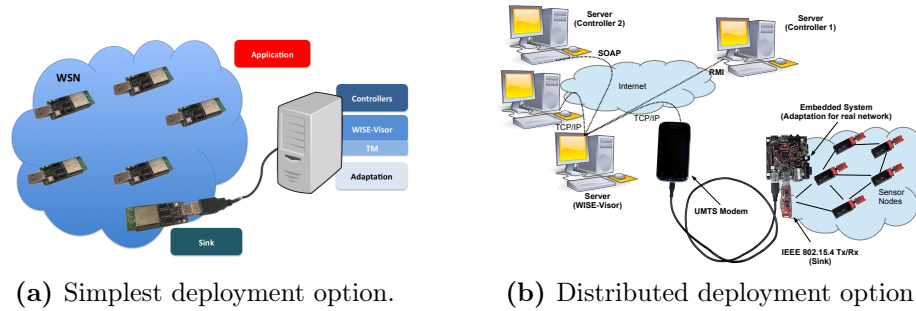 WSN
Application
Controllers
WISE-Visor
TM
Adaptation
Sink
(a) Simplest deployment option.
Server
(Controller 2)
Server
(Controller 1)
SOAP
RMI
Internet
TCP/IP
TCP/IP
Embedded System
(Adaptation for real network)
Server
(WISE-Visor)
UMTS Modem
Sensor
Nodes
IEEE 802.15.4 Tx/Rx
(Sink)
(b) Distributed deployment option